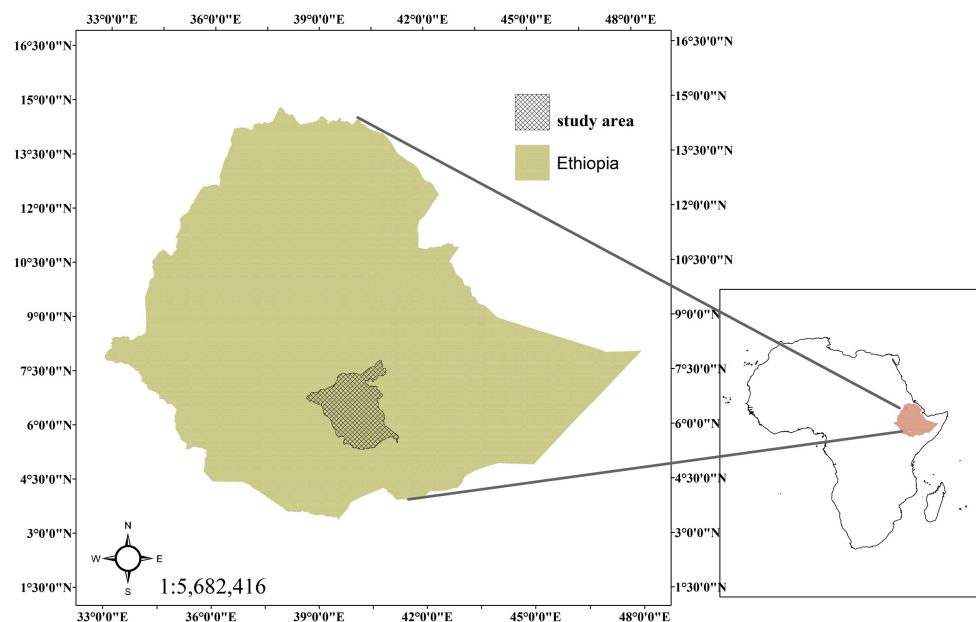 33°0'0"E 36°0'0"E 39°0'0"E 42°0'0"E 45°0'0"E 48°0'0"E
16°30'0"N 16°30'0"N
15°0'0"N 15°0'0"N
study area
13°30'0"N 13°30'0"N
Ethiopia
12°0'0"N 12°0'0"N
10°30'0"N 10°30'0"N
9°0'0"N 9°0'0"N
7°30'0"N 7°30'0"N
6°0'0"N 6°0'0"N
4°30'0"N 4°30'0"N
3°0'0"N 3°0'0"N
N
W E
S
1:5,682,416
1°30'0"N 1°30'0"N
33°0'0"E 36°0'0"E 39°0'0"E 42°0'0"E 45°0'0"E 48°0'0"E